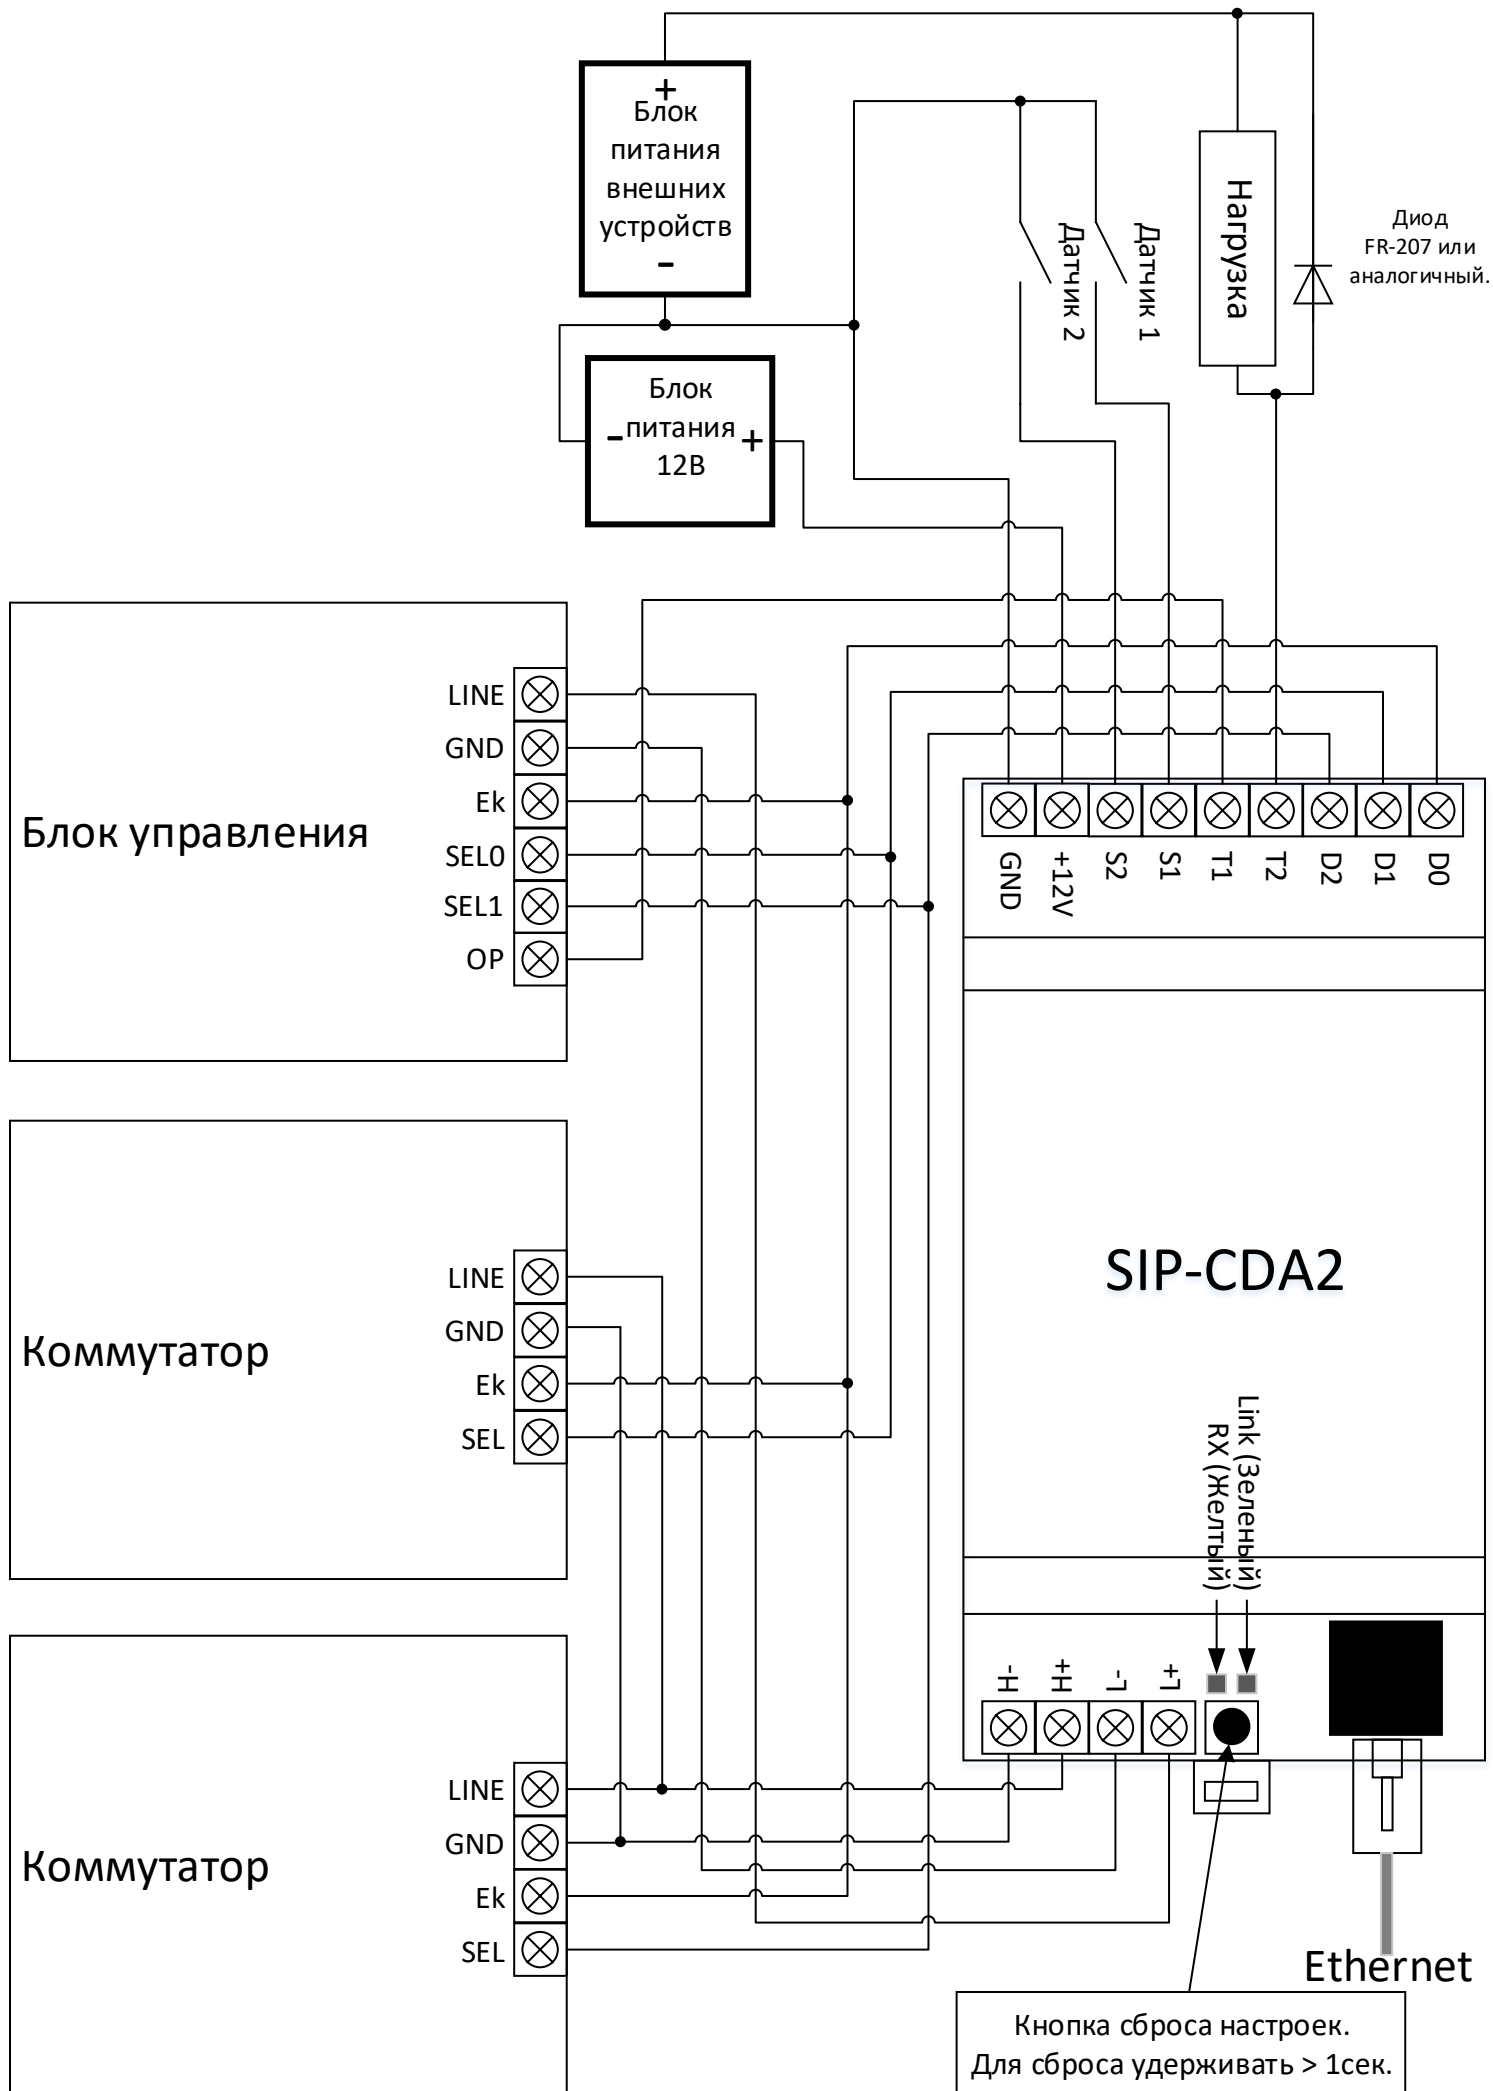 +
Блок
питания
внешних
устройств
-
Блок
питания
12В
-
+
Датчик 2
Датчик 1
Нагрузка
Диод
FR-207 или
аналогичный.
Блок управления
LINE
GND
Ek
SEL0
SEL1
OP
GND
+12V
S2
S1
T1
T2
D2
D1
D0
SIP-CDA2
Коммутатор
LINE
GND
Ek
SEL
Link (Зеленый)
RX (Желтый)
H-
H+
L-
L+
Коммутатор
LINE
GND
Ek
SEL
Ethernet
Кнопка сброса настроек.
Для сброса удерживать > 1сек.